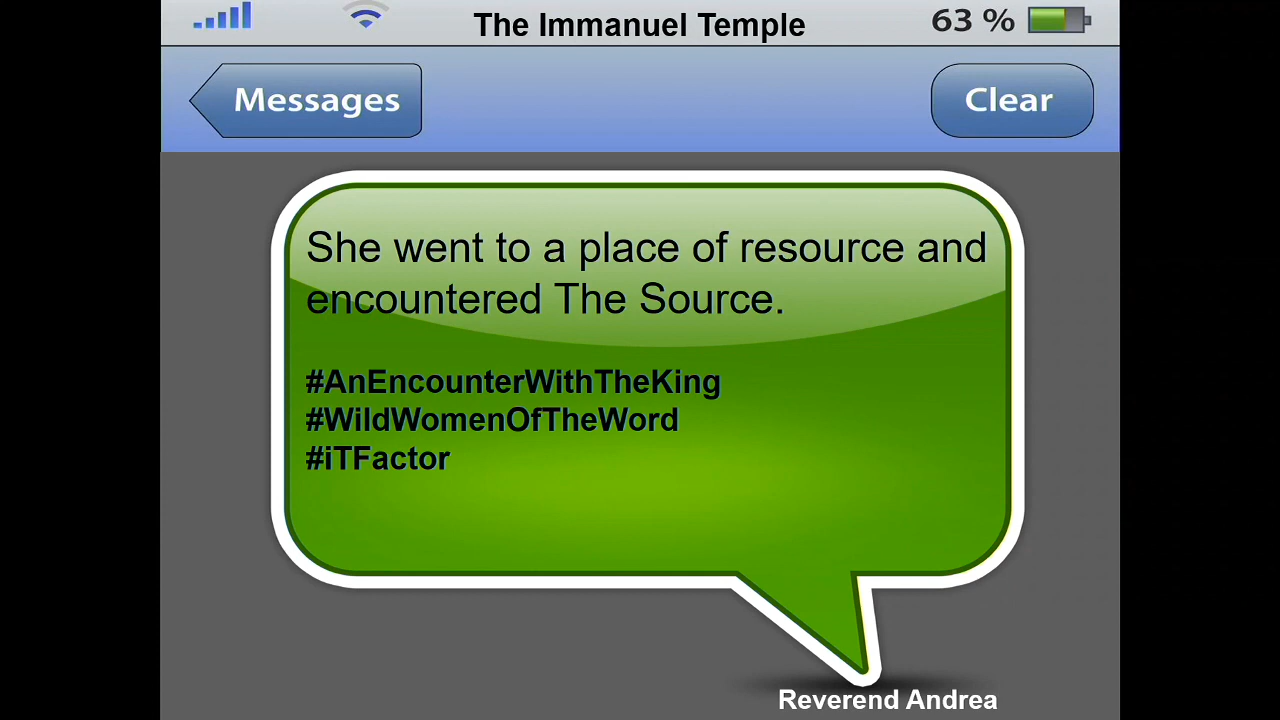 The Immanuel Temple
63 %
Messages
Clear
She went to a place of resource and
encountered The Source.
#AnEncounterWithTheKing
#WildWomenOfTheWord
#iTFactor
Reverend Andrea